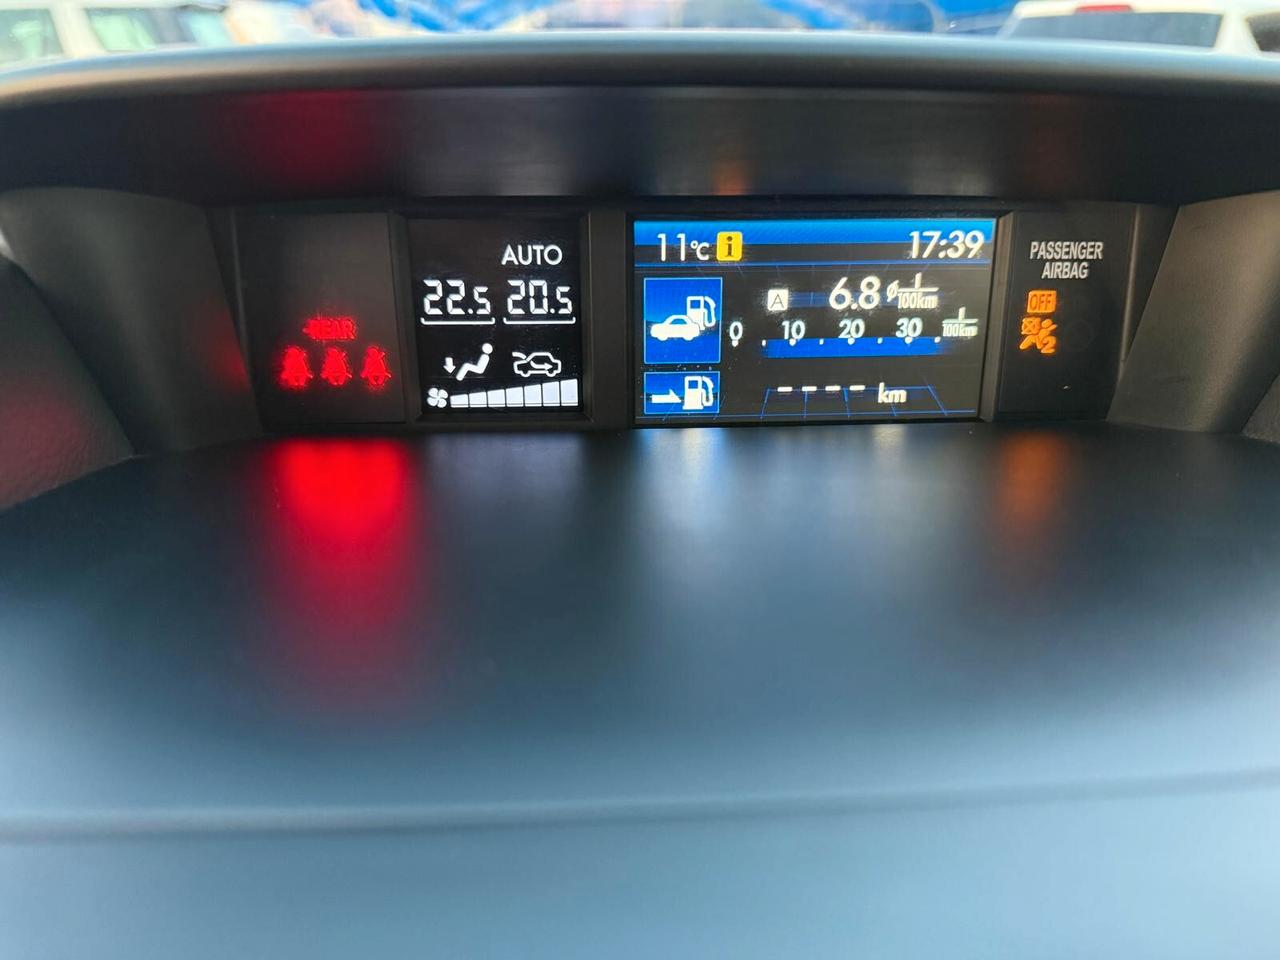 REAR
AUTO
22.5 20.5
11°C i 17:39
A 6.8 ø l/100km
0 . 10 . 20 . 30 . l/100km
---- km
PASSENGER
AIRBAG
OFF
2